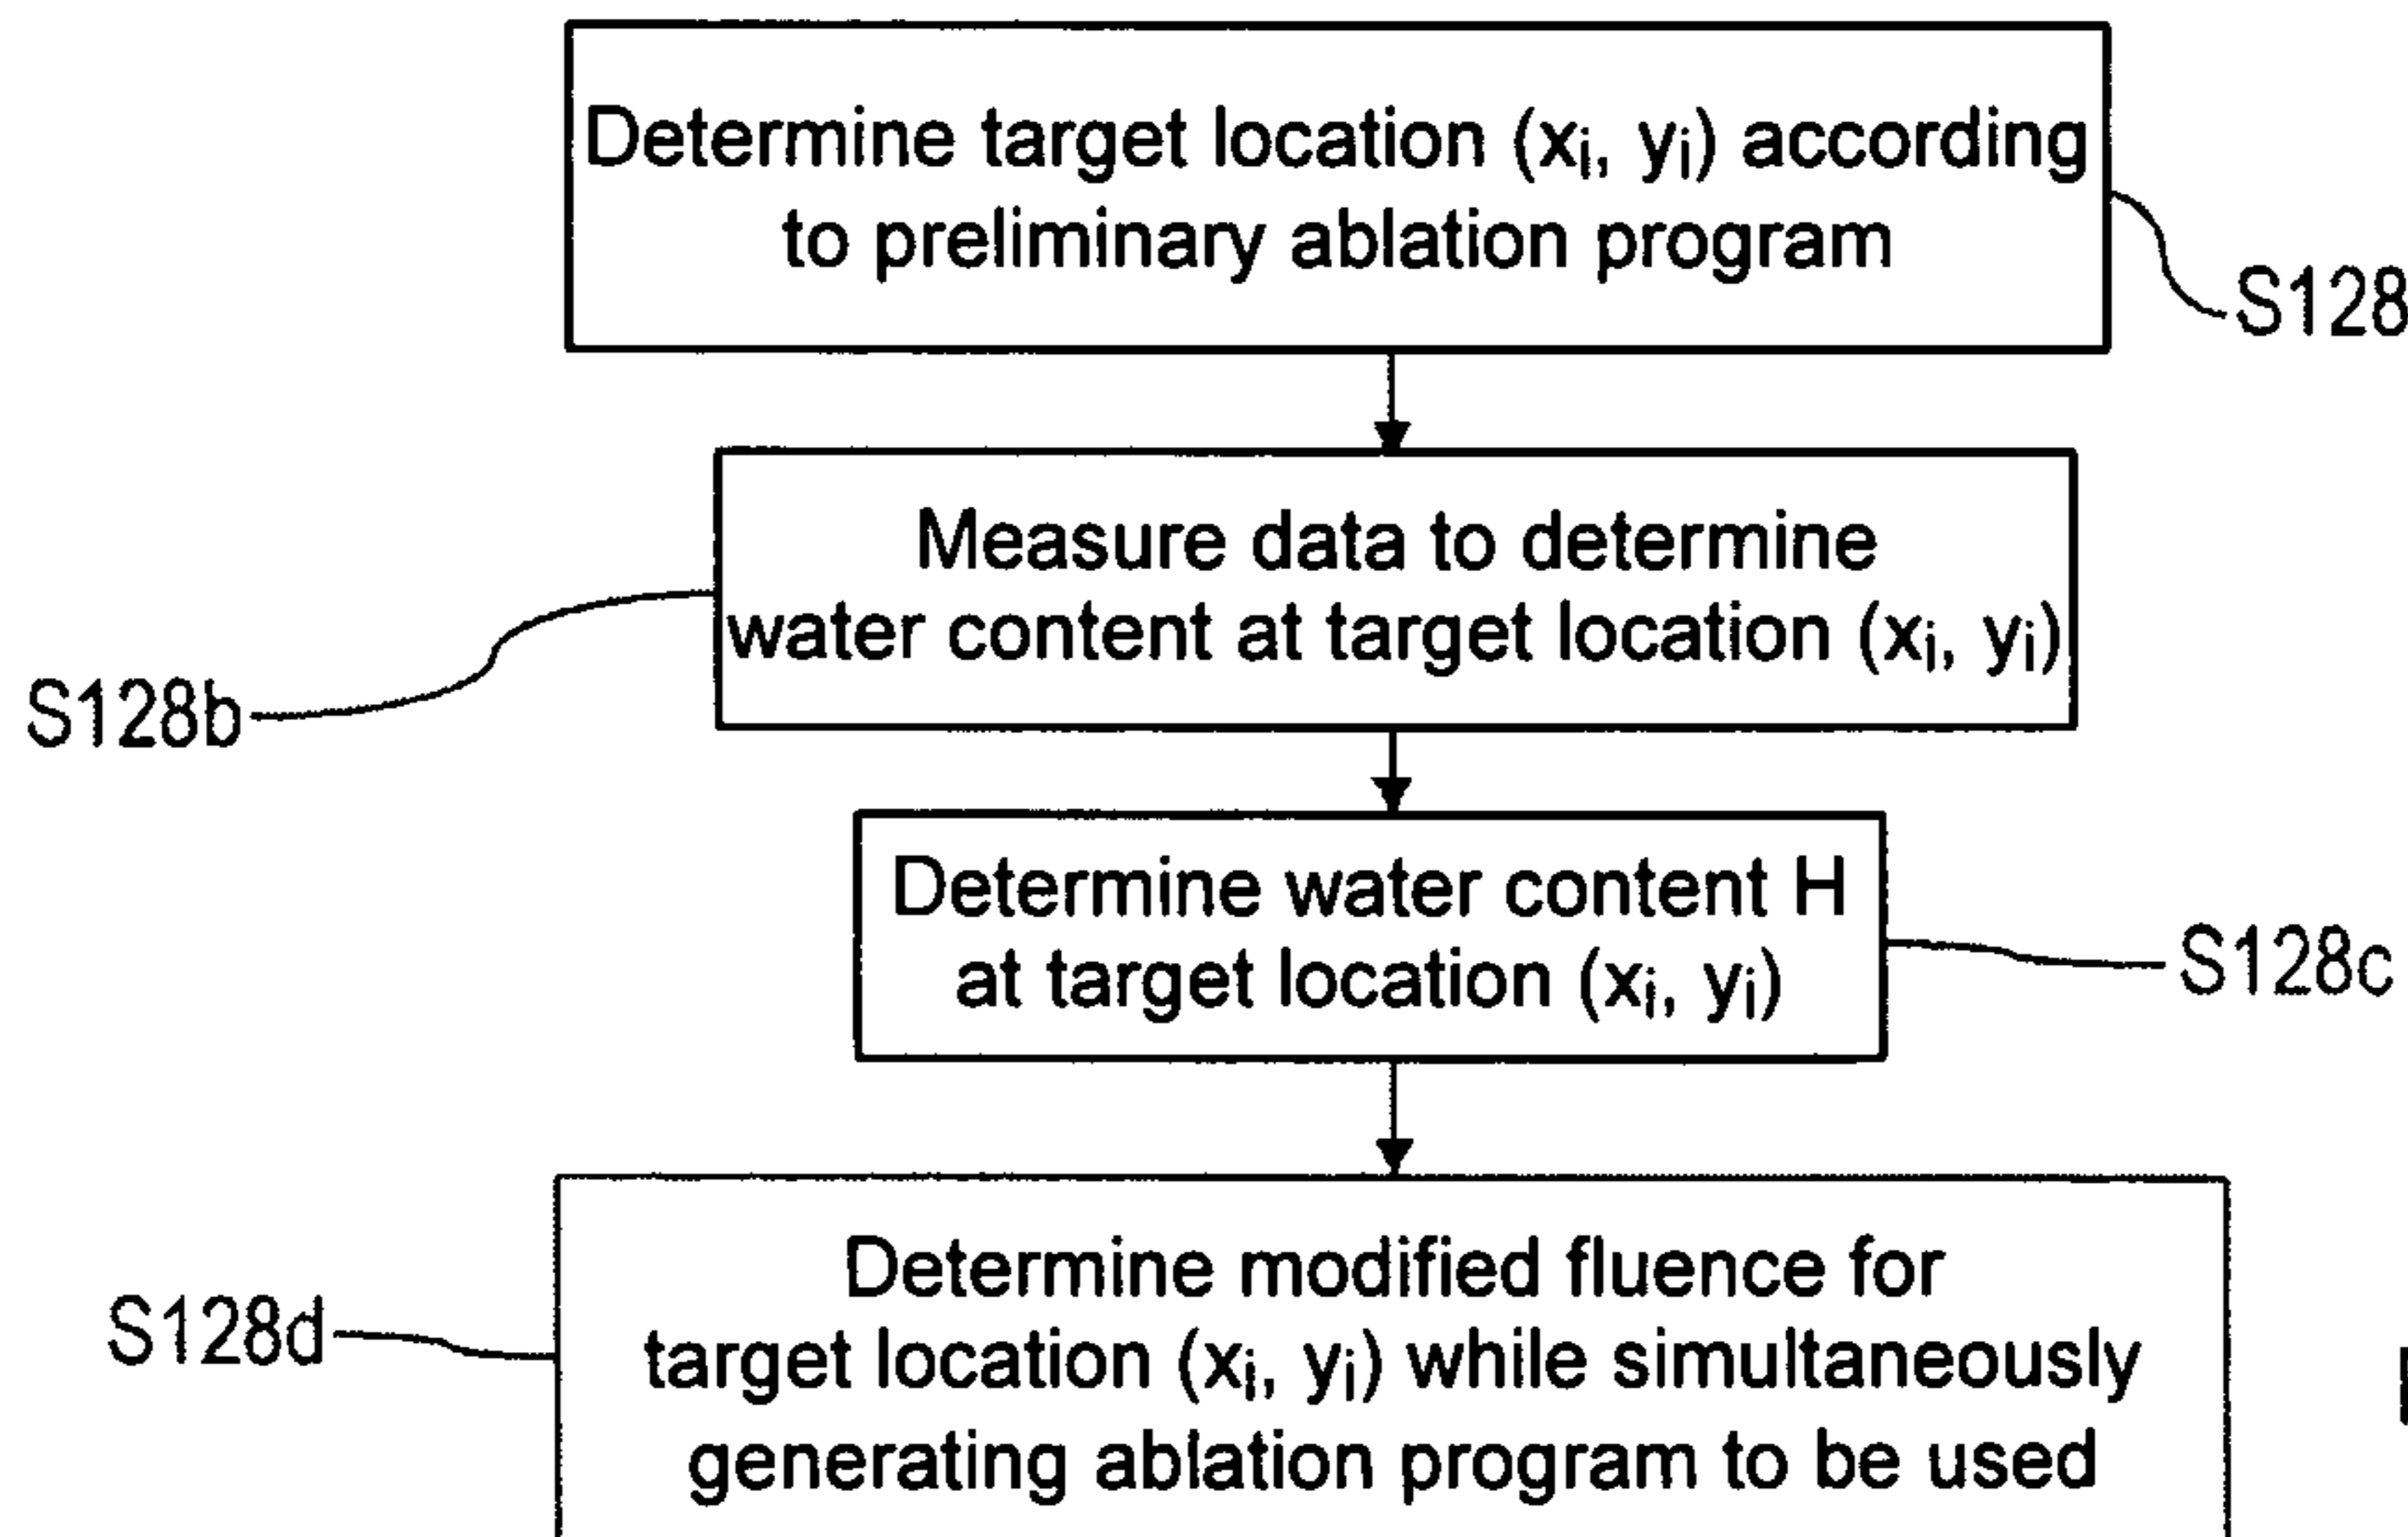 Determine target location (xi, yi) according
to preliminary ablation program
S128
Measure data to determine
water content at target location (xi, yi)
S128b
Determine water content H
at target location (xi, yi)
S128c
Determine modified fluence for
target location (xi, yi) while simultaneously
generating ablation program to be used
S128d